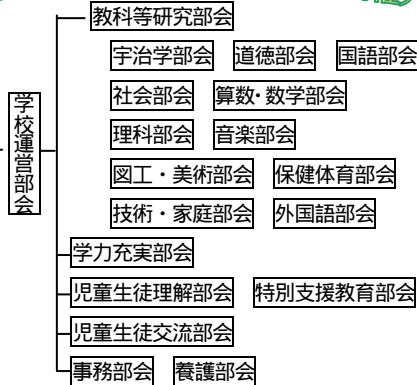 教科等研究部会
宇治学部会 道徳部会 国語部会
社会部会 算数・数学部会
理科部会 音楽部会
図工・美術部会 保健体育部会
技術・家庭部会 外国語部会
学校運営部会
学力充実部会
児童生徒理解部会 特別支援教育部会
児童生徒交流部会
事務部会 養護部会